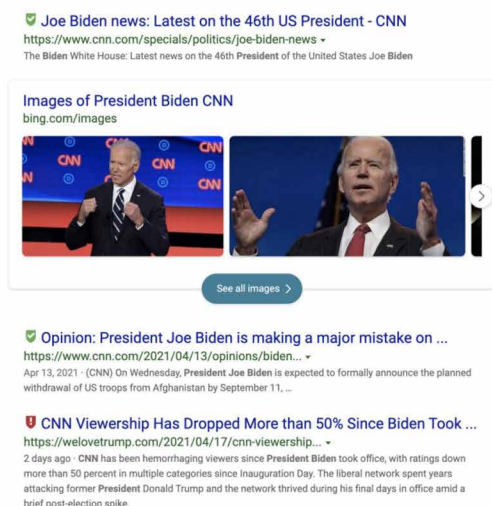 Joe Biden news: Latest on the 46th US President - CNN
https://www.cnn.com/specials/politics/joe-biden-news
The Biden White House: Latest news on the 46th President of the United States Joe Biden
Images of President Biden CNN
bing.com/images
CNN
CNN
CNN
CNN
See all images
Opinion: President Joe Biden is making a major mistake on ...
https://www.cnn.com/2021/04/13/opinions/biden...
Apr 13, 2021 · (CNN) On Wednesday, President Joe Biden is expected to formally announce the planned
withdrawal of US troops from Afghanistan by September 11, ...
CNN Viewership Has Dropped More than 50% Since Biden Took ...
https://welovetrump.com/2021/04/17/cnn-viewership...
2 days ago · CNN has been hemorrhaging viewers since President Biden took office, with ratings down
more than 50 percent in multiple categories since Inauguration Day. The liberal network spent years
attacking former President Donald Trump and the network thrived during his final days in office amid a
brief post-election spike.